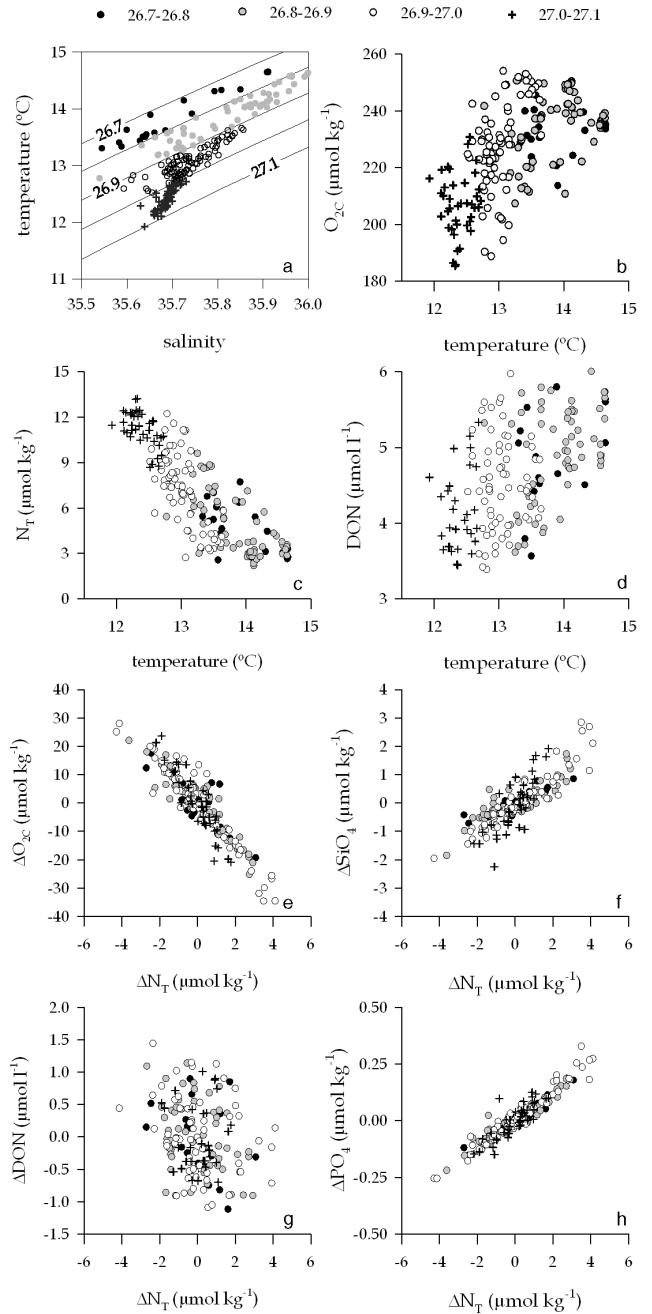 26.7-26.8 26.8-26.9 26.9-27.0 27.0-27.1
15
14
13
12
11
temperature (ºC)
26.7
26.9
27.1
a
35.5 35.6 35.7 35.8 35.9 36.0
salinity
260
240
220
200
180
O2C (µmol kg-1)
b
12 13 14 15
temperature (ºC)
15
12
9
6
3
0
NT (µmol kg-1)
c
12 13 14 15
temperature (ºC)
6
5
4
3
DON (µmol l-1)
d
12 13 14 15
temperature (ºC)
40
30
20
10
0
-10
-20
-30
-40
ΔO2C (µmol kg-1)
e
-6 -4 -2 0 2 4 6
ΔNT (µmol kg-1)
4
3
2
1
0
-1
-2
-3
4
ΔSiO4 (µmol kg-1)
f
-6 -4 -2 0 2 4 6
ΔNT (µmol kg-1)
2.0
1.5
1.0
0.5
0.0
-0.5
-1.0
-1.5
ΔDON (µmol l-1)
g
-6 -4 -2 0 2 4 6
ΔNT (µmol kg-1)
0.50
0.25
0.00
-0.25
-0.50
ΔPO4 (µmol kg-1)
h
-6 -4 -2 0 2 4 6
ΔNT (µmol kg-1)